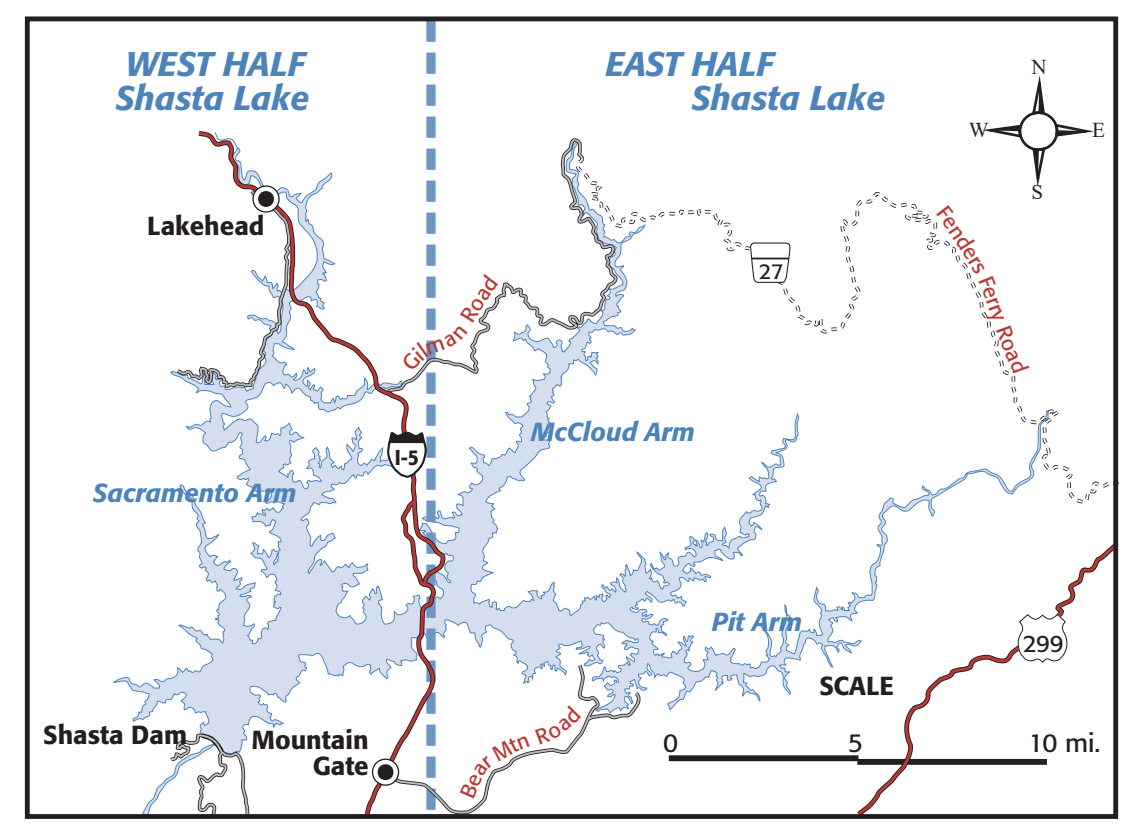 WEST HALF
Shasta Lake
EAST HALF
Shasta Lake
N
W
E
S
Lakehead
27
Fenders Ferry Road
Gilman Road
McCloud Arm
I-5
Sacramento Arm
Pit Arm
299
SCALE
Shasta Dam
Mountain
Gate
Bear Mtn Road
0 5 10 mi.